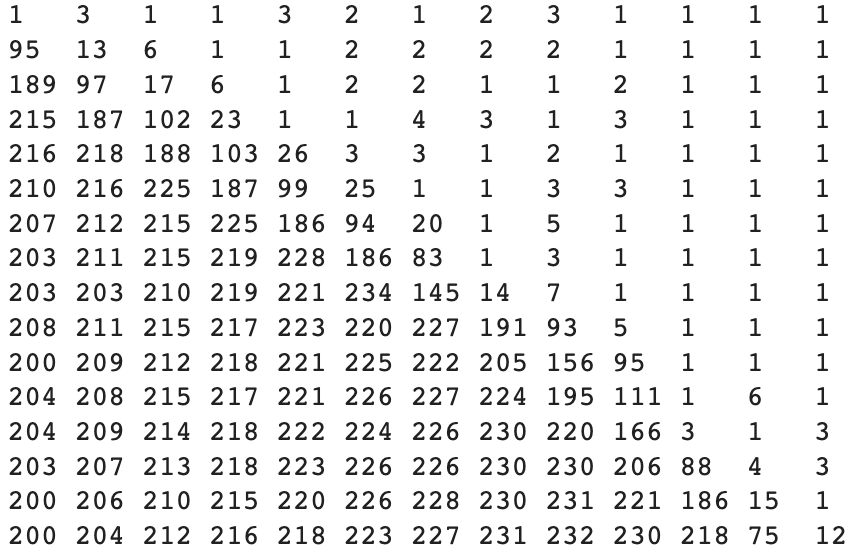 1 3 1 1 3 2 1 2 3 1 1 1 1
95 13 6 1 1 2 2 2 2 1 1 1 1
189 97 17 6 1 2 2 1 1 2 1 1 1
215 187 102 23 1 1 4 3 1 3 1 1 1
216 218 188 103 26 3 3 1 2 1 1 1 1
210 216 225 187 99 25 1 1 3 3 1 1 1
207 212 215 225 186 94 20 1 5 1 1 1 1
203 211 215 219 228 186 83 1 3 1 1 1 1
203 203 210 219 221 234 145 14 7 1 1 1 1
208 211 215 217 223 220 227 191 93 5 1 1 1
200 209 212 218 221 225 222 205 156 95 1 1 1
204 208 215 217 221 226 227 224 195 111 1 6 1
204 209 214 218 222 224 226 230 220 166 3 1 3
203 207 213 218 223 226 226 230 230 206 88 4 3
200 206 210 215 220 226 228 230 231 221 186 15 1
200 204 212 216 218 223 227 231 232 230 218 75 12